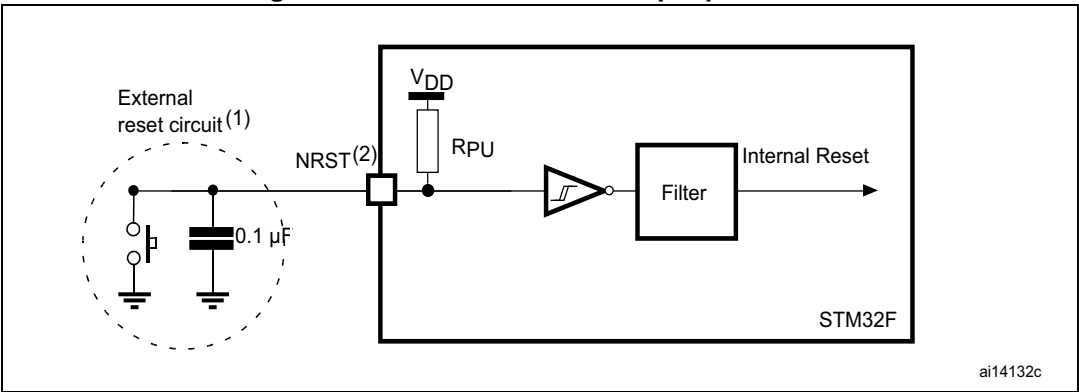 External
reset circuit(1)
VDD
RPU
NRST(2)
Internal Reset
Filter
0.1 µF
STM32F
ai14132c